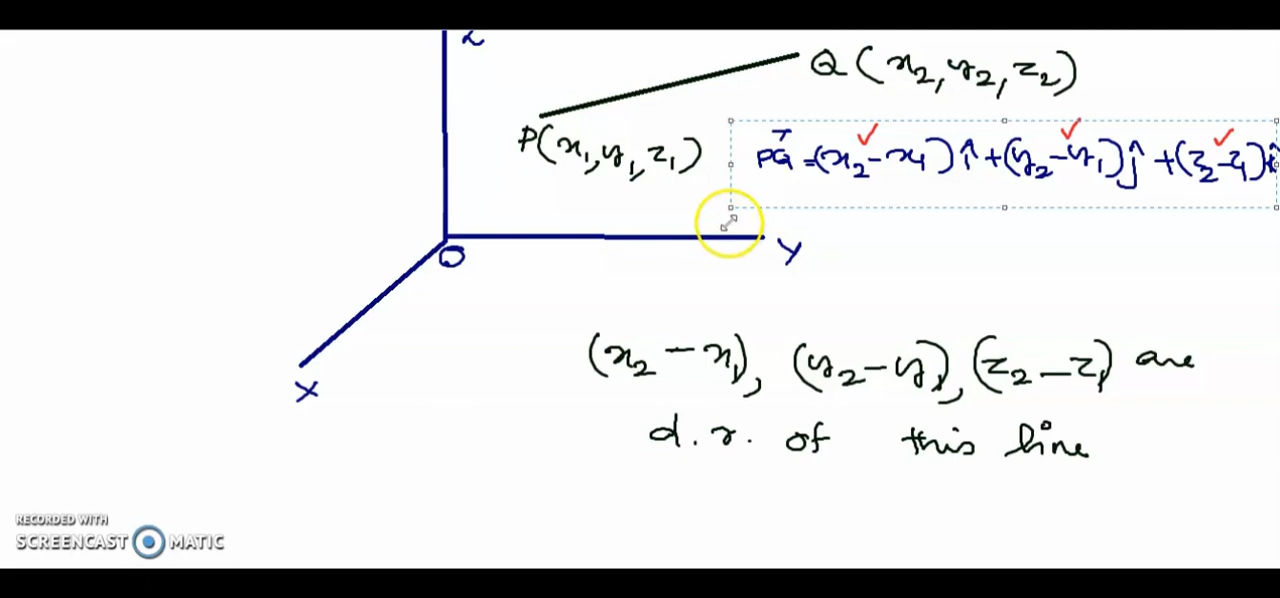 Z
Q(x₂, y₂, z₂)
P(x₁, y₁, z₁)
PQ⃗ = (x₂-x₁)î + (y₂-y₁)ĵ + (z₂-z₁)k̂
O
Y
X
(x₂-x₁), (y₂-y₁), (z₂-z₁) are
d.r. of this line
RECORDED WITH
SCREENCAST MATIC